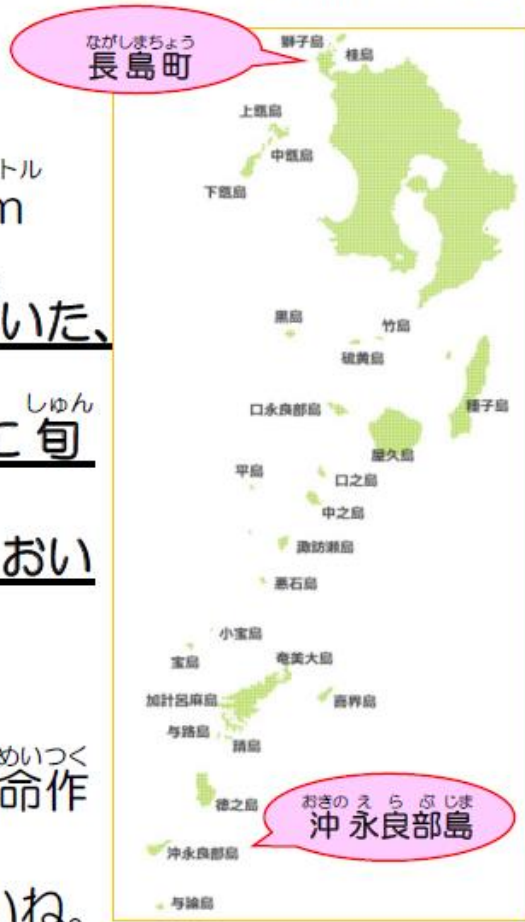 ながしまちょう
長島町
獅子島
桂島
上甑島
中甑島
下甑島
トル
m
いた、
しゅん
に旬
おい
めいつく
命作
いね。
黒島
竹島
硫黄島
種子島
口永良部島
屋久島
平島
口之島
中之島
諏訪瀬島
悪石島
小宝島
宝島
奄美大島
加計呂麻島
喜界島
与路島
請島
徳之島
おきのえらぶじま
沖永良部島
沖永良部島
与論島